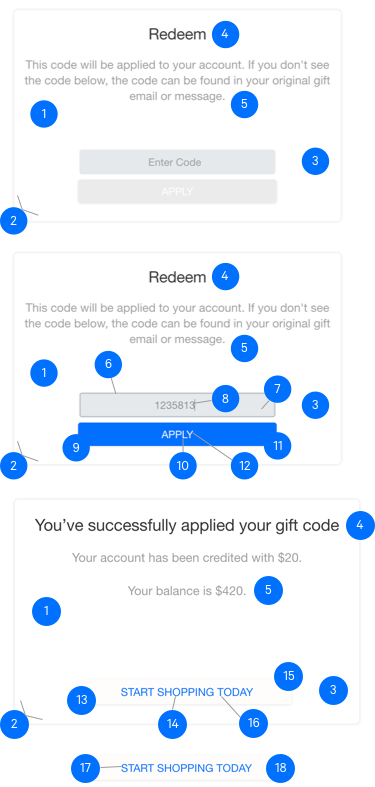 Redeem 4
This code will be applied to your account. If you don't see
the code below, the code can be found in your original gift
email or message. 5
1
Enter Code 3
APPLY
2
Redeem 4
This code will be applied to your account. If you don't see
the code below, the code can be found in your original gift
email or message. 5
1 6 7
1235813 8 3
9 APPLY 11
2 10 12
You've successfully applied your gift code 4
Your account has been credited with $20.
Your balance is $420. 5
1
15
13 START SHOPPING TODAY 3
2 14 16
17 START SHOPPING TODAY 18